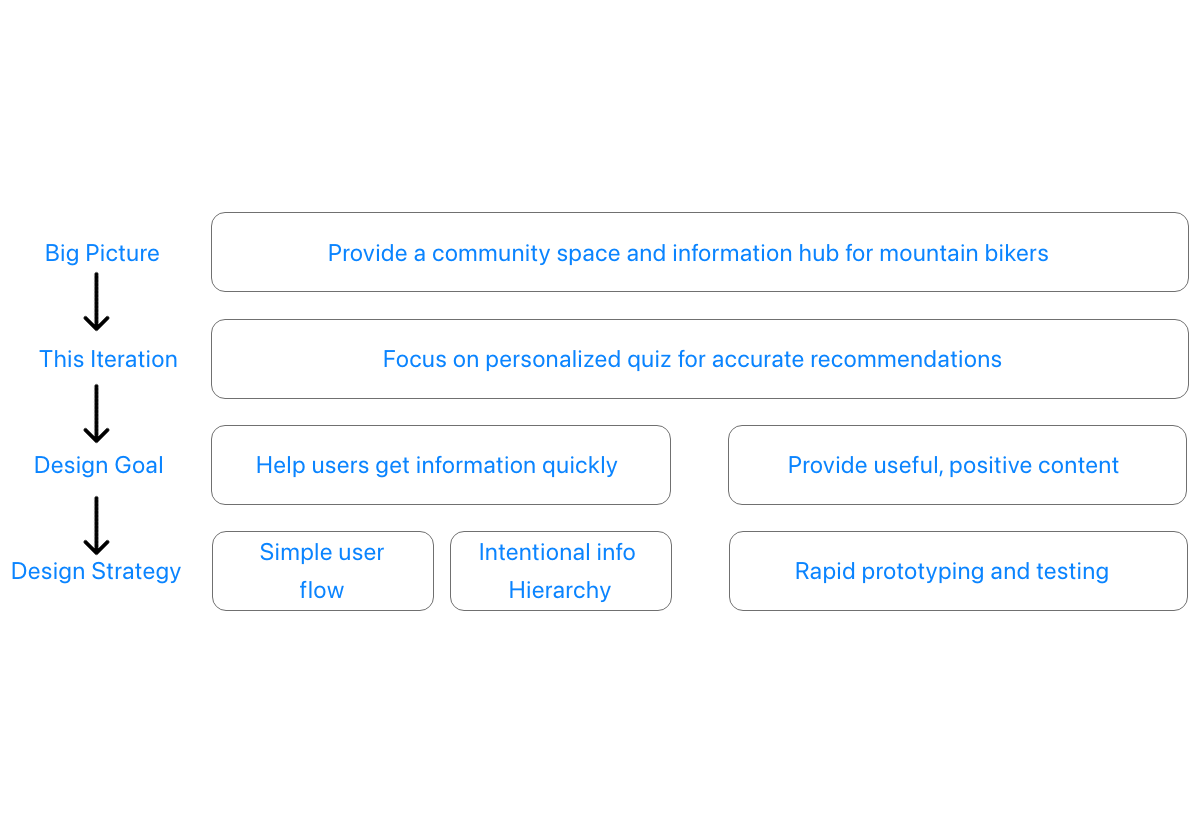 Big Picture
Provide a community space and information hub for mountain bikers
This Iteration
Focus on personalized quiz for accurate recommendations
Design Goal
Help users get information quickly
Provide useful, positive content
Design Strategy
Simple user
flow
Intentional info
Hierarchy
Rapid prototyping and testing